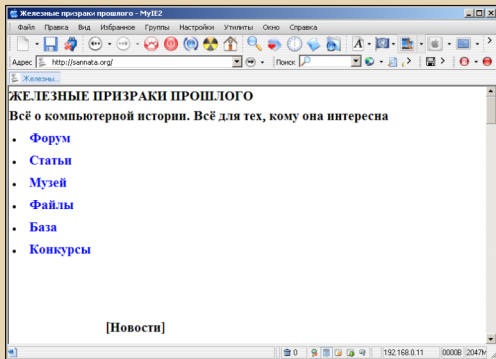 Железные призраки прошлого - MyIE2
Файл Правка Вид Избранное Группы Настройки Утилиты Окно Справка
Адрес http://sannata.org/ Поиск
Железны...
ЖЕЛЕЗНЫЕ ПРИЗРАКИ ПРОШЛОГО
Всё о компьютерной истории. Всё для тех, кому она интересна
• Форум
• Статьи
• Музей
• Файлы
• База
• Конкурсы
[Новости]
0 192.168.0.11 0000B 2047M